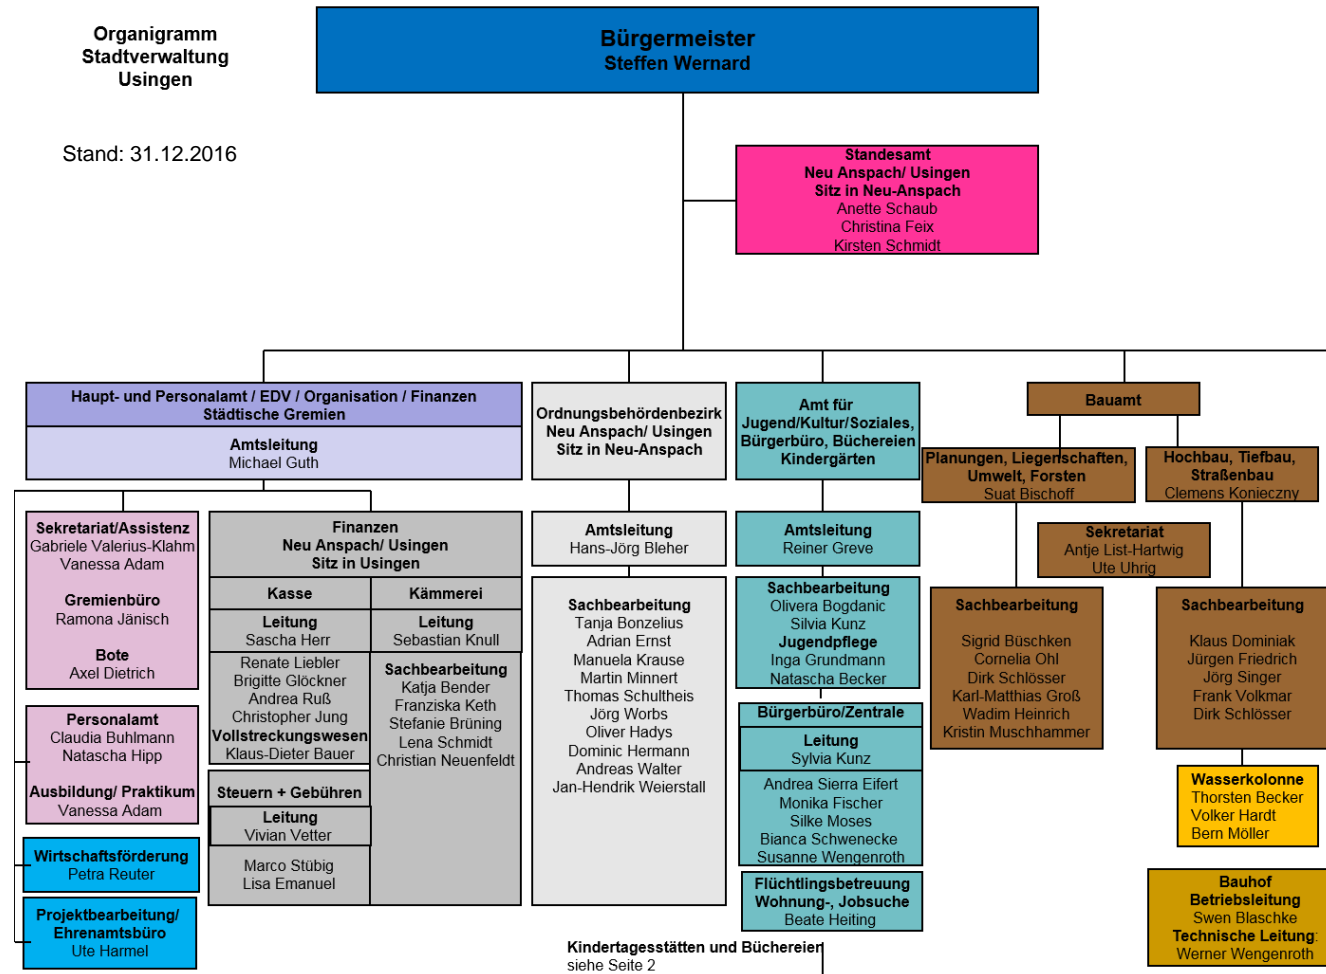 Organigramm
Stadtverwaltung
Usingen
Stand: 31.12.2016
Bürgermeister
Steffen Wernard
Standesamt
Neu Anspach/ Usingen
Sitz in Neu-Anspach
Anette Schaub
Christina Feix
Kirsten Schmidt
Haupt- und Personalamt / EDV / Organisation / Finanzen
Städtische Gremien
Amtsleitung
Michael Guth
Sekretariat/Assistenz
Gabriele Valerius-Klahm
Vanessa Adam
Gremienbüro
Ramona Jänisch
Bote
Axel Dietrich
Personalamt
Claudia Buhlmann
Natascha Hipp
Ausbildung/ Praktikum
Vanessa Adam
Wirtschaftsförderung
Petra Reuter
Projektbearbeitung/
Ehrenamtsbüro
Ute Harmel
Finanzen
Neu Anspach/ Usingen
Sitz in Usingen
Kasse
Leitung
Sascha Herr
Renate Liebler
Brigitte Glöckner
Andrea Ruß
Christopher Jung
Vollstreckungswesen
Klaus-Dieter Bauer
Steuern + Gebühren
Leitung
Vivian Vetter
Marco Stübig
Lisa Emanuel
Kämmerei
Leitung
Sebastian Knull
Sachbearbeitung
Katja Bender
Franziska Keth
Stefanie Brüning
Lena Schmidt
Christian Neuenfeldt
Ordnungsbehördenbezirk
Neu Anspach/ Usingen
Sitz in Neu-Anspach
Amtsleitung
Hans-Jörg Bleher
Sachbearbeitung
Tanja Bonzelius
Adrian Ernst
Manuela Krause
Martin Minnert
Thomas Schultheis
Jörg Worbs
Oliver Hadys
Dominic Hermann
Andreas Walter
Jan-Hendrik Weierstall
Amt für
Jugend/Kultur/Soziales,
Bürgerbüro, Büchereien
Kindergärten
Amtsleitung
Reiner Greve
Sachbearbeitung
Olivera Bogdanic
Silvia Kunz
Jugendpflege
Inga Grundmann
Natascha Becker
Bürgerbüro/Zentrale
Leitung
Sylvia Kunz
Andrea Sierra Eifert
Monika Fischer
Silke Moses
Bianca Schwenecke
Susanne Wengenroth
Flüchtlingsbetreuung
Wohnung-, Jobsuche
Beate Heiting
Kindertagesstätten und Büchereien
siehe Seite 2
Bauamt
Planungen, Liegenschaften,
Umwelt, Forsten
Suat Bischoff
Hochbau, Tiefbau,
Straßenbau
Clemens Konieczny
Sekretariat
Antje List-Hartwig
Ute Uhrig
Sachbearbeitung
Sigrid Büschken
Cornelia Ohl
Dirk Schlösser
Karl-Matthias Groß
Wadim Heinrich
Kristin Muschhammer
Sachbearbeitung
Klaus Dominiak
Jürgen Friedrich
Jörg Singer
Frank Volkmar
Dirk Schlösser
Wasserkolonne
Thorsten Becker
Volker Hardt
Bern Möller
Bauhof
Betriebsleitung
Swen Blaschke
Technische Leitung:
Werner Wengenroth